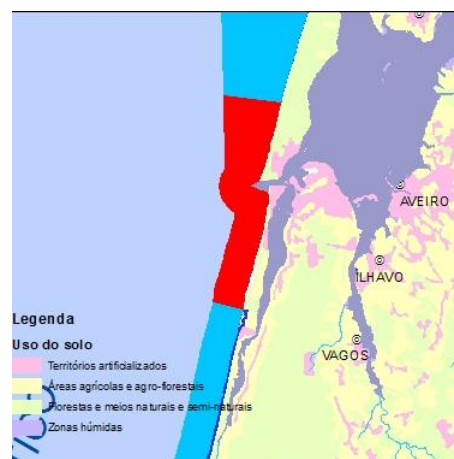 AVEIRO
ILHAVO
Legenda
Uso do solo
VAGOS
Territórios artificializados
Áreas agrícolas e agro-florestais
Florestas e meios naturais e semi-naturais
Zonas húmidas